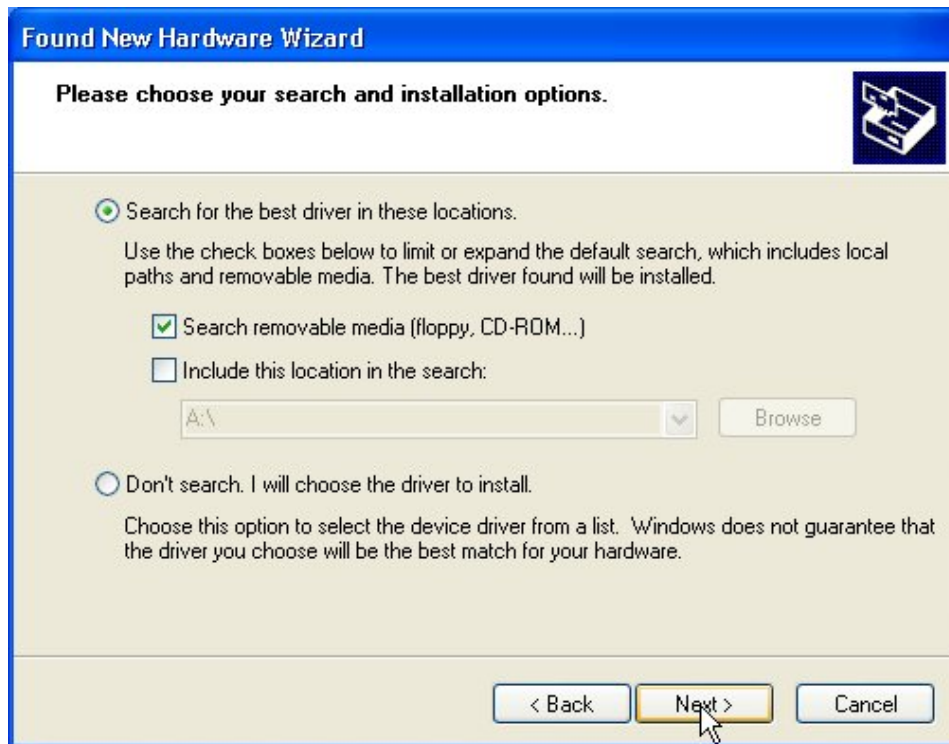 Found New Hardware Wizard
Please choose your search and installation options.
Search for the best driver in these locations.
Use the check boxes below to limit or expand the default search, which includes local
paths and removable media. The best driver found will be installed.
Search removable media (floppy, CD-ROM...)
Include this location in the search:
A:\
Browse
Don't search. I will choose the driver to install.
Choose this option to select the device driver from a list. Windows does not guarantee that
the driver you choose will be the best match for your hardware.
< Back
Next >
Cancel